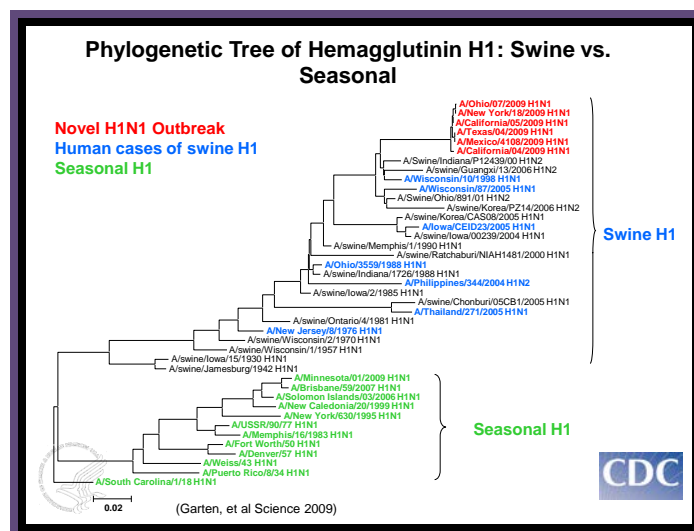 Phylogenetic Tree of Hemagglutinin H1: Swine vs.
Seasonal
Novel H1N1 Outbreak
Human cases of swine H1
Seasonal H1
A/Ohio/07/2009 H1N1
A/New York/18/2009 H1N1
A/California/05/2009 H1N1
A/Texas/04/2009 H1N1
A/Mexico/4108/2009 H1N1
A/California/04/2009 H1N1
A/Swine/Indiana/P12439/00 H1N2
A/swine/Guangxi/13/2006 H1N2
A/Wisconsin/10/1998 H1N1
A/Wisconsin/87/2005 H1N1
A/Swine/Ohio/891/01 H1N2
A/swine/Korea/PZ14/2006 H1N2
A/swine/Korea/CAS08/2005 H1N1
A/Iowa/CEID23/2005 H1N1
A/swine/Iowa/00239/2004 H1N1
A/swine/Memphis/1/1990 H1N1
A/swine/Ratchaburi/NIAH1481/2000 H1N1
A/Ohio/3559/1988 H1N1
A/swine/Indiana/1726/1988 H1N1
A/Philippines/344/2004 H1N2
A/swine/Iowa/2/1985 H1N1
A/swine/Chonburi/05CB1/2005 H1N1
A/Thailand/271/2005 H1N1
A/swine/Ontario/4/1981 H1N1
A/New Jersey/8/1976 H1N1
A/swine/Wisconsin/2/1970 H1N1
A/swine/Wisconsin/1/1957 H1N1
A/swine/Iowa/15/1930 H1N1
A/swine/Jamesburg/1942 H1N1
Swine H1
A/Minnesota/01/2009 H1N1
A/Brisbane/59/2007 H1N1
A/Solomon Islands/03/2006 H1N1
A/New Caledonia/20/1999 H1N1
A/New York/630/1995 H1N1
A/USSR/90/77 H1N1
A/Memphis/16/1983 H1N1
A/Fort Worth/50 H1N1
A/Denver/57 H1N1
A/Weiss/43 H1N1
A/Puerto Rico/8/34 H1N1
A/South Carolina/1/18 H1N1
Seasonal H1
0.02
(Garten, et al Science 2009)
CDC